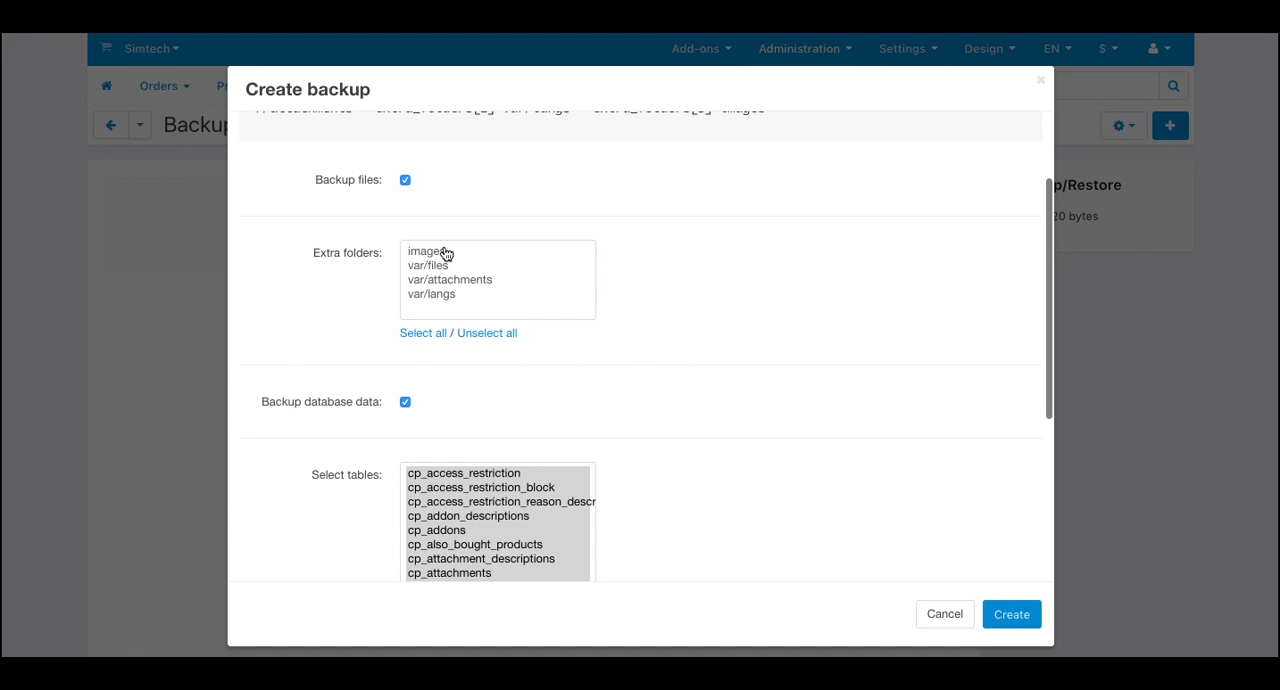 Simtech
Add-ons
Administration
Settings
Design
EN
$
Orders
Backup
Create backup
×
p/Restore
20 bytes
Backup files:
Extra folders:
images
var/files
var/attachments
var/langs
Select all / Unselect all
Backup database data:
Select tables:
cp_access_restriction
cp_access_restriction_block
cp_access_restriction_reason_descr
cp_addon_descriptions
cp_addons
cp_also_bought_products
cp_attachment_descriptions
cp_attachments
Cancel
Create